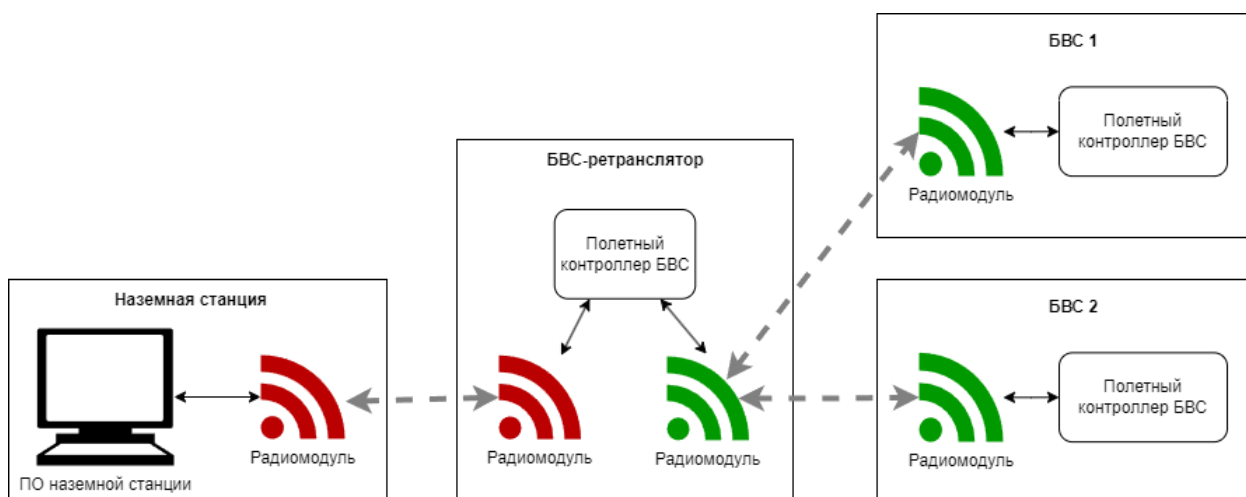 Наземная станция
ПО наземной станции
Радиомодуль
БВС-ретранслятор
Полетный
контроллер БВС
Радиомодуль
Радиомодуль
БВС 1
Полетный
контроллер БВС
Радиомодуль
БВС 2
Полетный
контроллер БВС
Радиомодуль